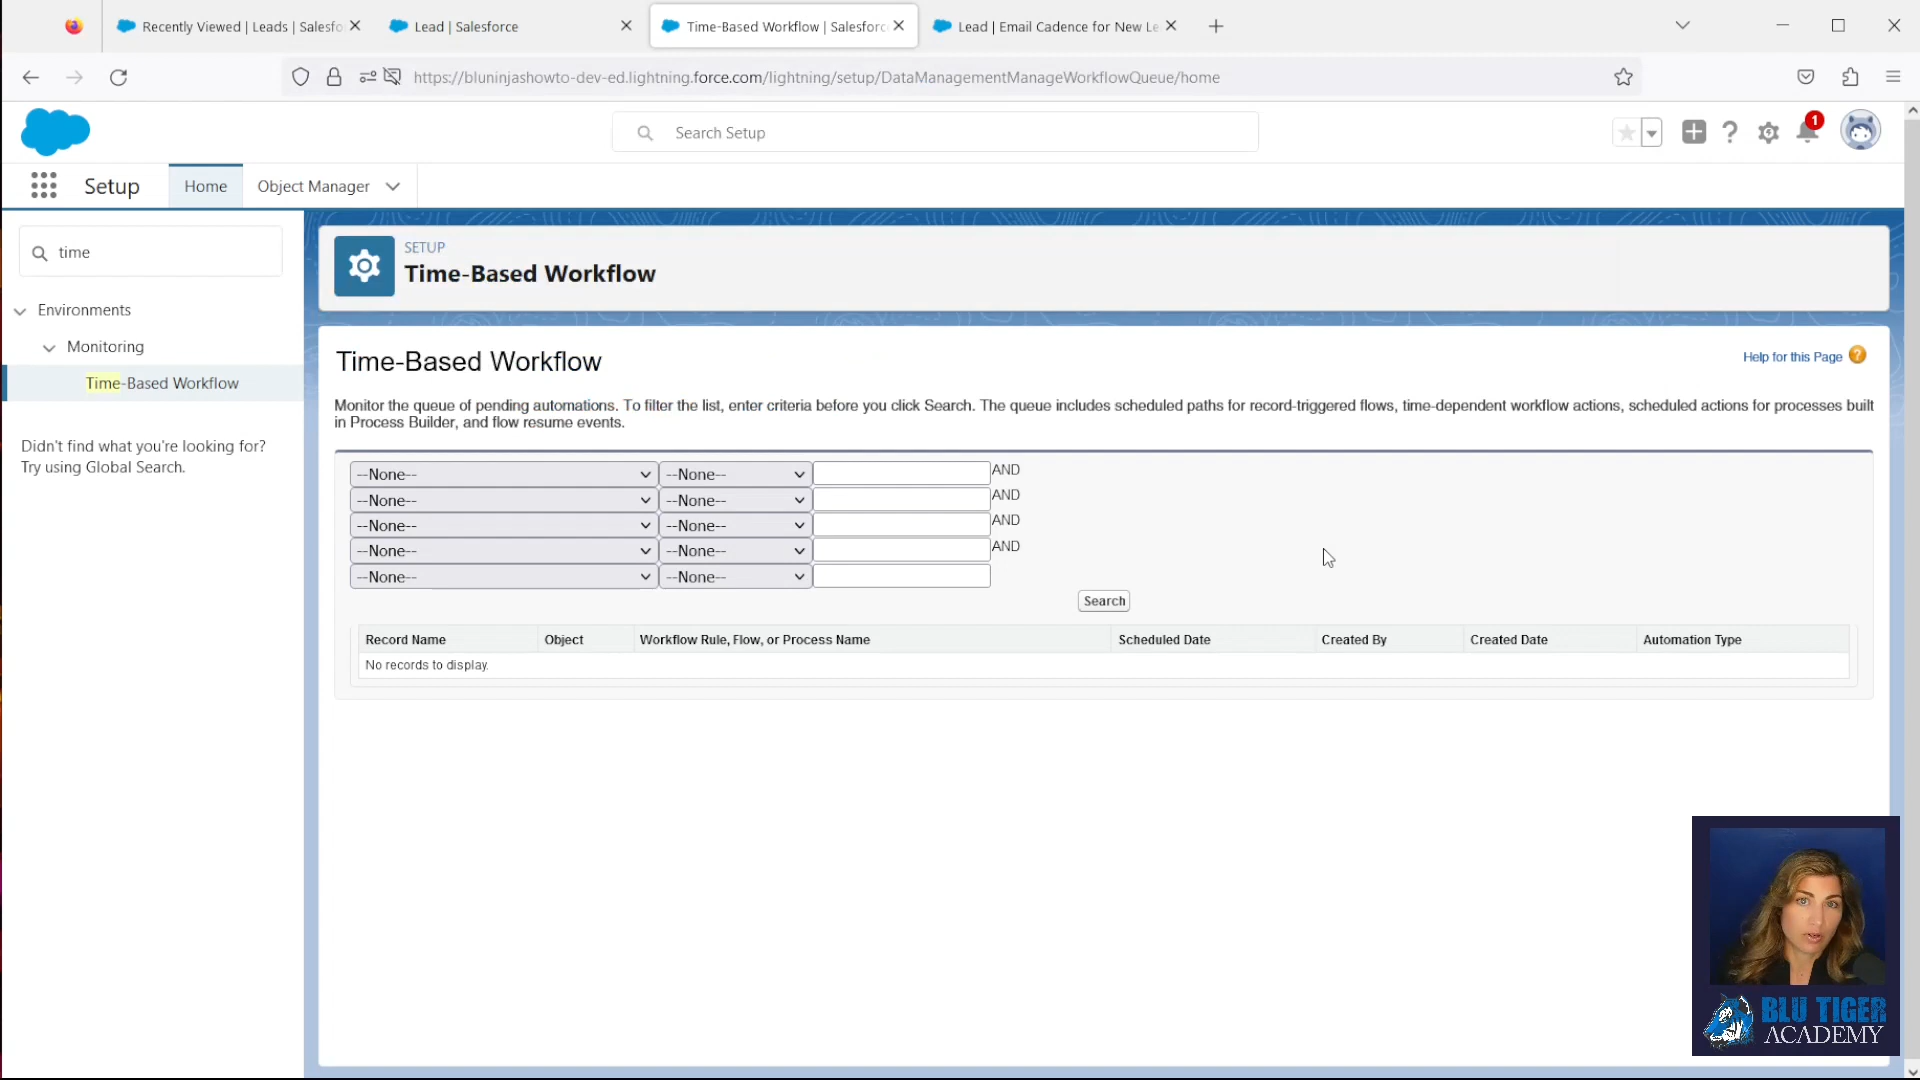 Recently Viewed | Leads | Salesfo
Lead | Salesforce
Time-Based Workflow | Salesforc
Lead | Email Cadence for New Le
https://bluninjashowto-dev-ed.lightning.force.com/lightning/setup/DataManagementManageWorkflowQueue/home
Search Setup
1
Setup
Home
Object Manager
time
Environments
Monitoring
Time-Based Workflow
Didn't find what you're looking for?
Try using Global Search.
SETUP
Time-Based Workflow
Time-Based Workflow
Help for this Page ?
Monitor the queue of pending automations. To filter the list, enter criteria before you click Search. The queue includes scheduled paths for record-triggered flows, time-dependent workflow actions, scheduled actions for processes built
in Process Builder, and flow resume events.
--None-- --None-- AND
--None-- --None-- AND
--None-- --None-- AND
--None-- --None-- AND
--None-- --None--
Search
Record Name Object Workflow Rule, Flow, or Process Name Scheduled Date Created By Created Date Automation Type
No records to display.
BLU TIGER
ACADEMY